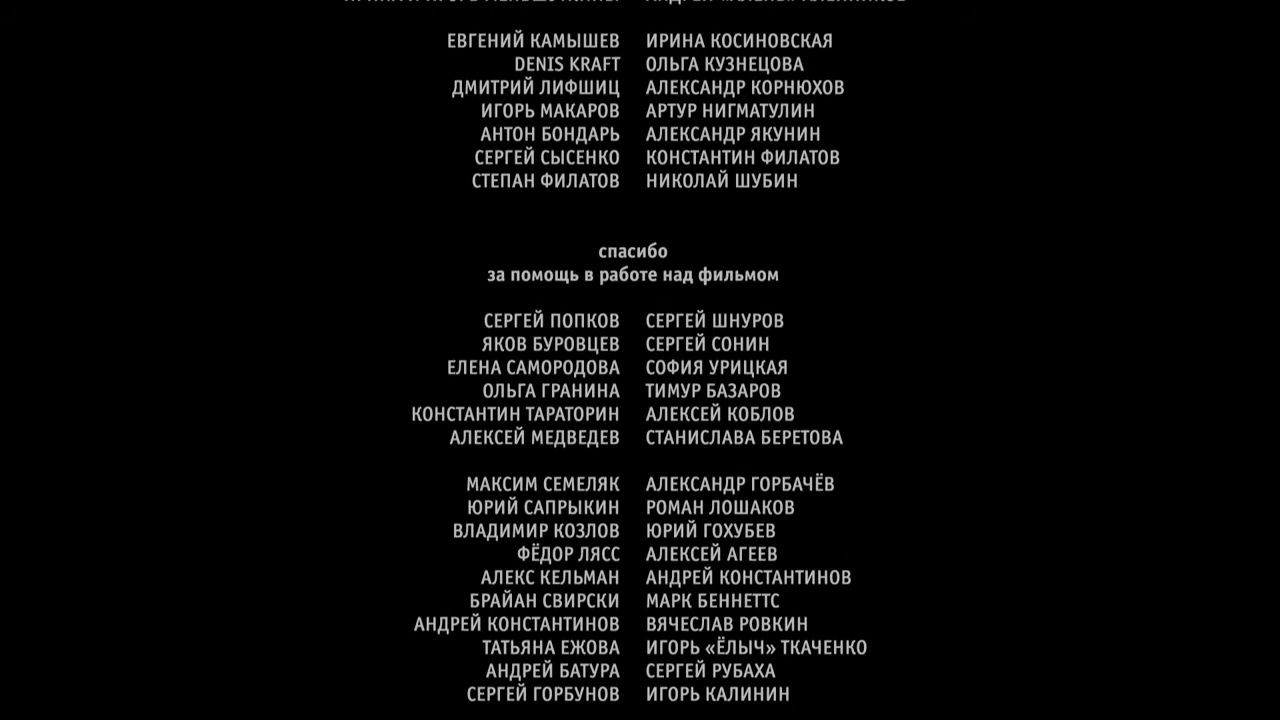 ЕВГЕНИЙ КАМЫШЕВ ИРИНА КОСИНОВСКАЯ
DENIS KRAFT ОЛЬГА КУЗНЕЦОВА
ДМИТРИЙ ЛИФШИЦ АЛЕКСАНДР КОРНЮХОВ
ИГОРЬ МАКАРОВ АРТУР НИГМАТУЛИН
АНТОН БОНДАРЬ АЛЕКСАНДР ЯКУНИН
СЕРГЕЙ СЫСЕНКО КОНСТАНТИН ФИЛАТОВ
СТЕПАН ФИЛАТОВ НИКОЛАЙ ШУБИН
спасибо
за помощь в работе над фильмом
СЕРГЕЙ ПОПКОВ СЕРГЕЙ ШНУРОВ
ЯКОВ БУРОВЦЕВ СЕРГЕЙ СОНИН
ЕЛЕНА САМОРОДОВА СОФИЯ УРИЦКАЯ
ОЛЬГА ГРАНИНА ТИМУР БАЗАРОВ
КОНСТАНТИН ТАРАТОРИН АЛЕКСЕЙ КОБЛОВ
АЛЕКСЕЙ МЕДВЕДЕВ СТАНИСЛАВА БЕРЕТОВА
МАКСИМ СЕМЕЛЯК АЛЕКСАНДР ГОРБАЧЁВ
ЮРИЙ САПРЫКИН РОМАН ЛОШАКОВ
ВЛАДИМИР КОЗЛОВ ЮРИЙ ГОХУБЕВ
ФЁДОР ЛЯСС АЛЕКСЕЙ АГЕЕВ
АЛЕКС КЕЛЬМАН АНДРЕЙ КОНСТАНТИНОВ
БРАЙАН СВИРСКИ МАРК БЕННЕТТС
АНДРЕЙ КОНСТАНТИНОВ ВЯЧЕСЛАВ РОВКИН
ТАТЬЯНА ЕЖОВА ИГОРЬ «ЁЛЫЧ» ТКАЧЕНКО
АНДРЕЙ БАТУРА СЕРГЕЙ РУБАХА
СЕРГЕЙ ГОРБУНОВ ИГОРЬ КАЛИНИН